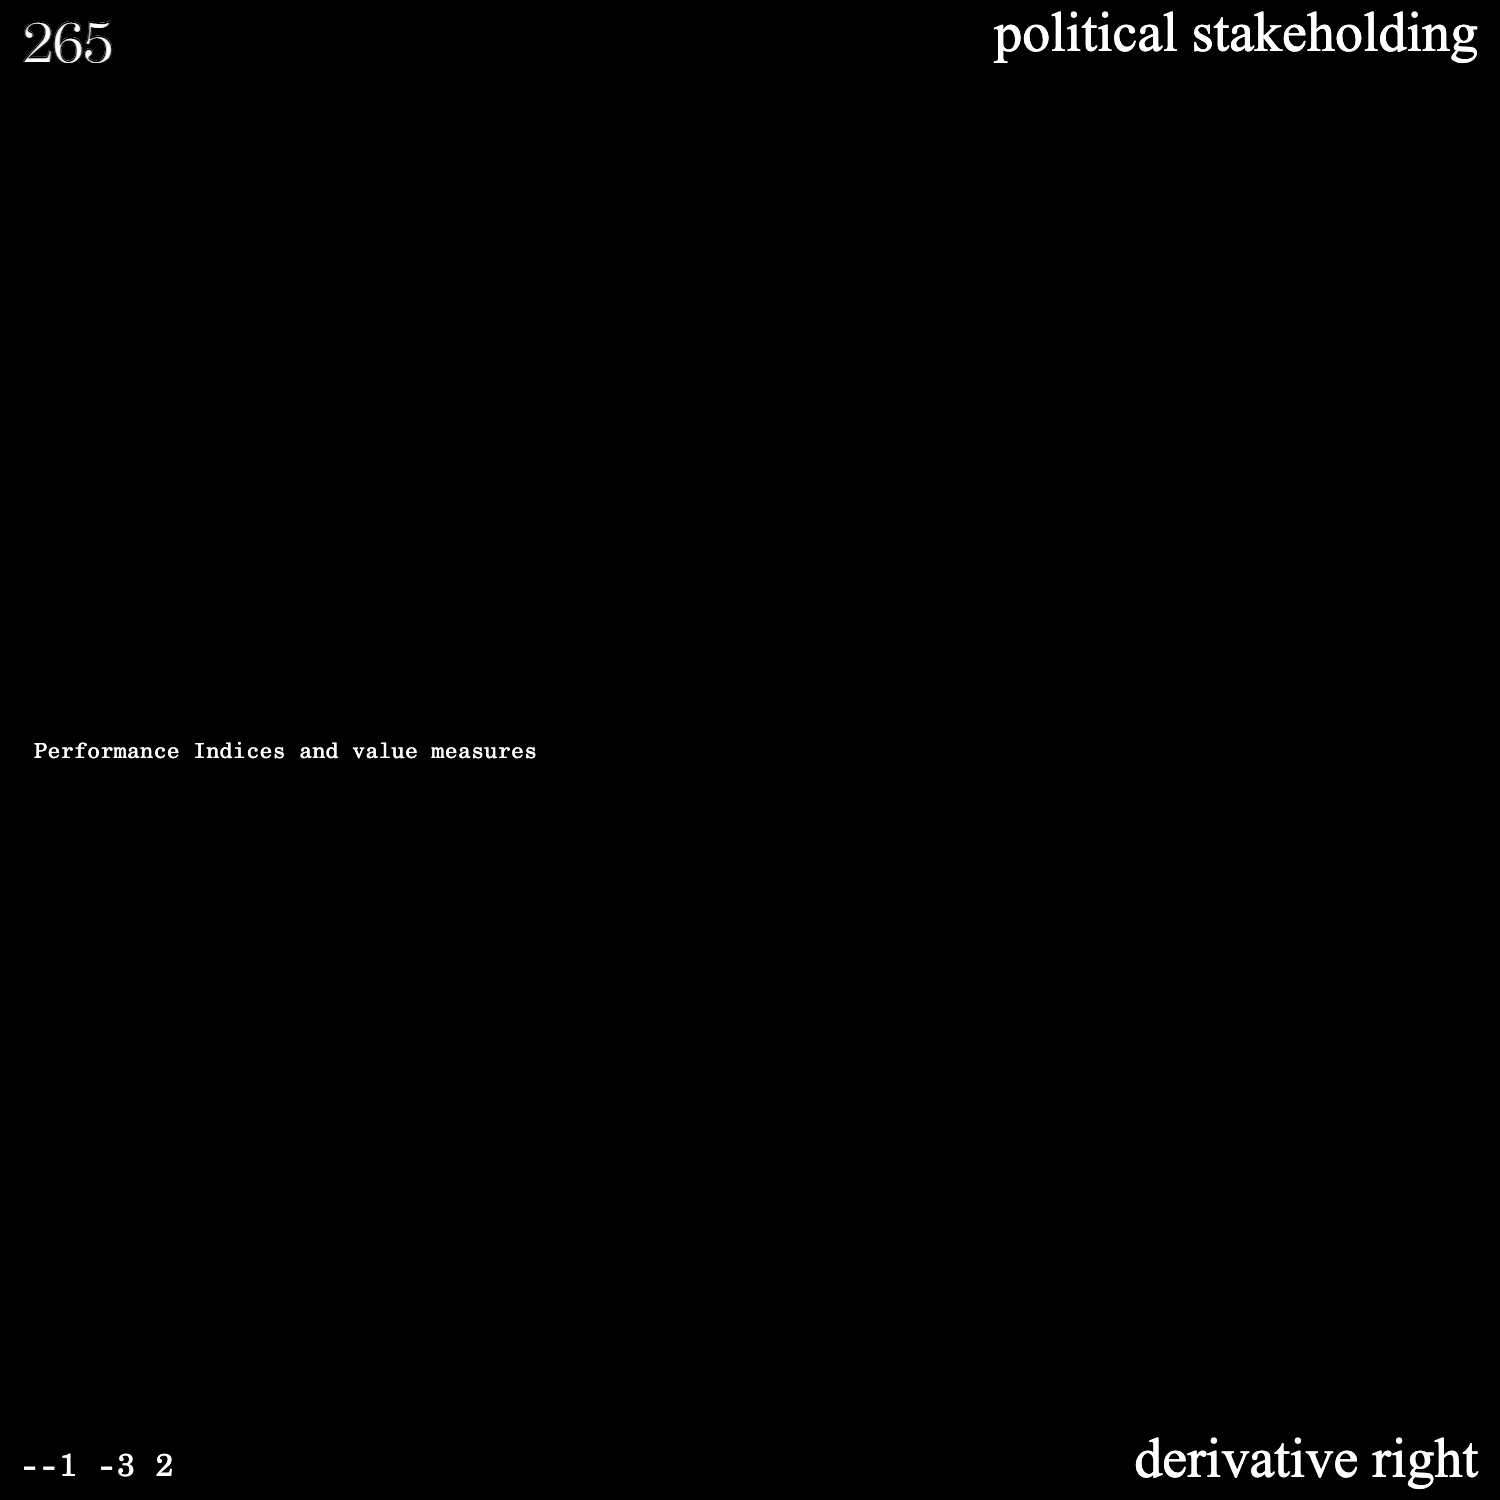 265
political stakeholding
Performance Indices and value measures
--1 -3 2
derivative right